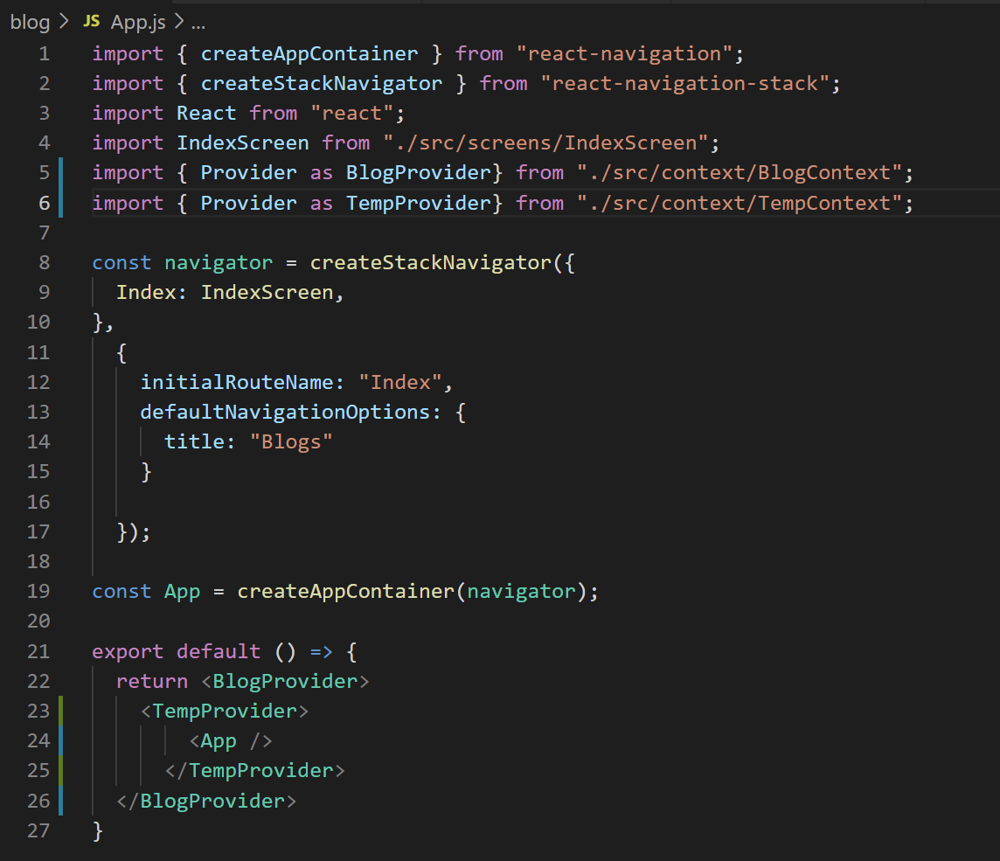 blog > JS App.js > ...
1 import { createAppContainer } from "react-navigation";
2 import { createStackNavigator } from "react-navigation-stack";
3 import React from "react";
4 import IndexScreen from "./src/screens/IndexScreen";
5 import { Provider as BlogProvider} from "./src/context/BlogContext";
6 import { Provider as TempProvider} from "./src/context/TempContext";
7
8 const navigator = createStackNavigator({
9   Index: IndexScreen,
10 },
11   {
12     initialRouteName: "Index",
13     defaultNavigationOptions: {
14       title: "Blogs"
15     }
16
17   });
18
19 const App = createAppContainer(navigator);
20
21 export default () => {
22   return <BlogProvider>
23     <TempProvider>
24         <App />
25       </TempProvider>
26   </BlogProvider>
27 }